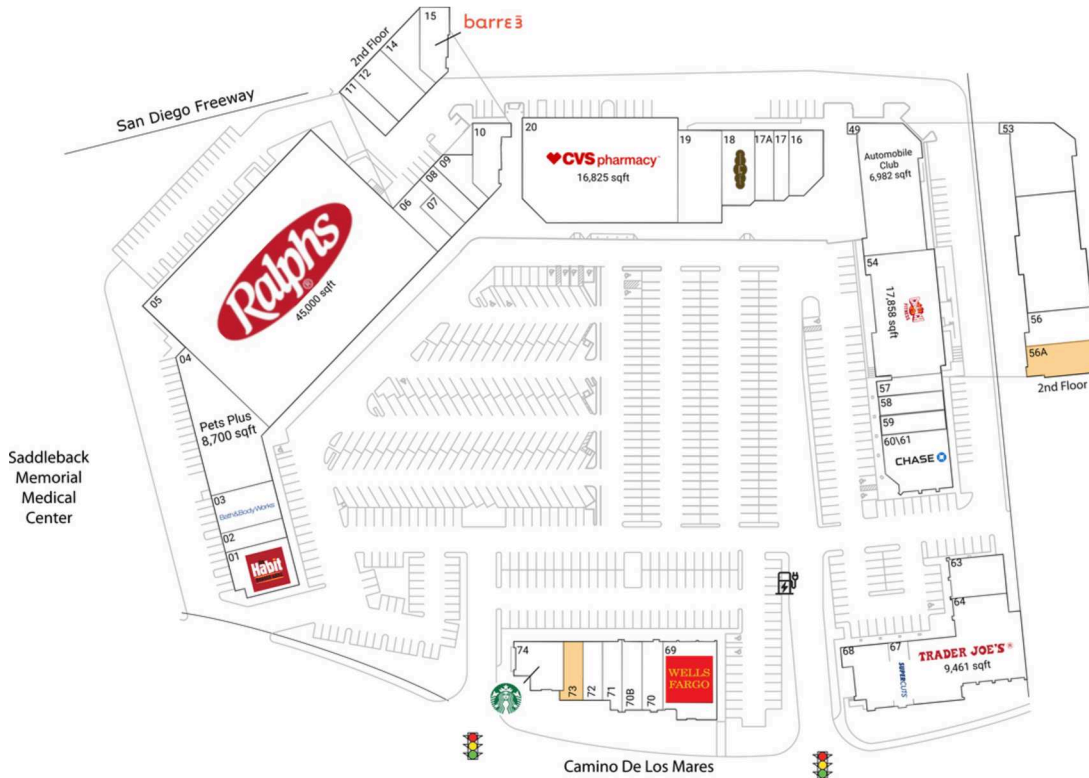 15
barre3
2nd Floor
14
12
11
San Diego Freeway
10
09
08
07
06
20
CVS pharmacy
16,825 sqft
19
18
17A
17
16
49
Automobile
Club
6,982 sqft
53
54
17,858 sqft
56
56A
2nd Floor
05
Ralphs
45,000 sqft
04
Pets Plus
8,700 sqft
57
58
59
60\61
CHASE
Saddleback
Memorial
Medical
Center
03
Bath&BodyWorks
02
01
The Habit
63
64
TRADER JOE'S
9,461 sqft
68
67
SUPERCUTS
74
73
72
71
70B
70
69
WELLS
FARGO
Camino De Los Mares